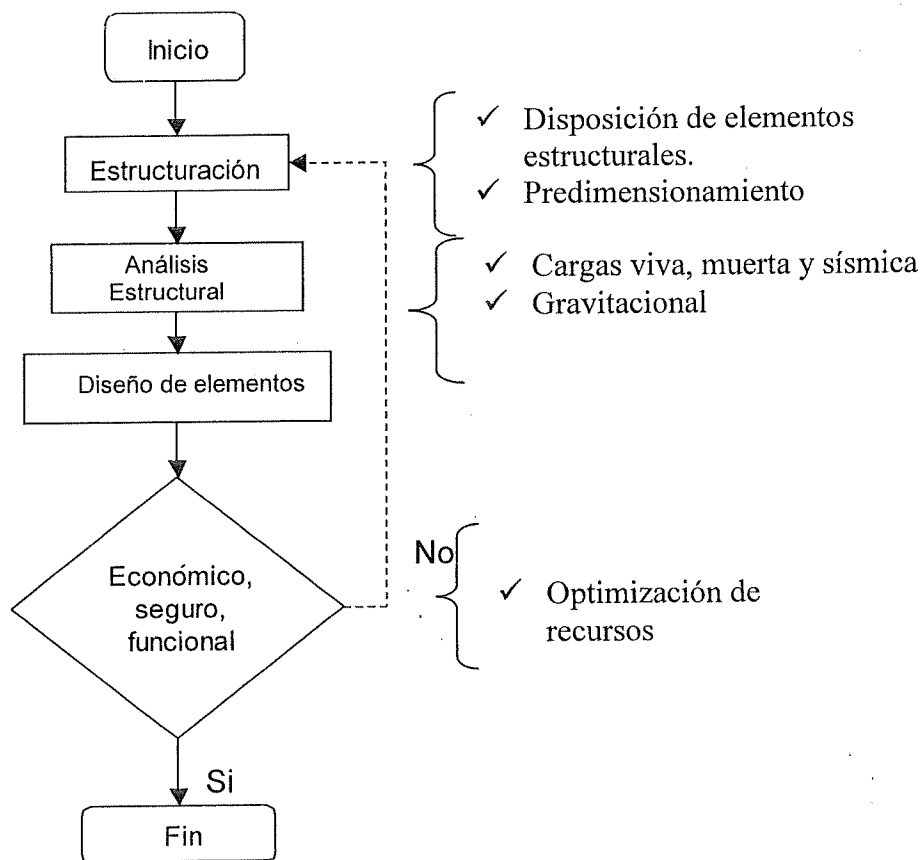 Inicio
Estructuración
Análisis
Estructural
Diseño de elementos
Económico,
seguro,
funcional
Si
Fin
✓ Disposición de elementos
estructurales.
✓ Predimensionamiento
✓ Cargas viva, muerta y sísmica
✓ Gravitacional
No
✓ Optimización de
recursos